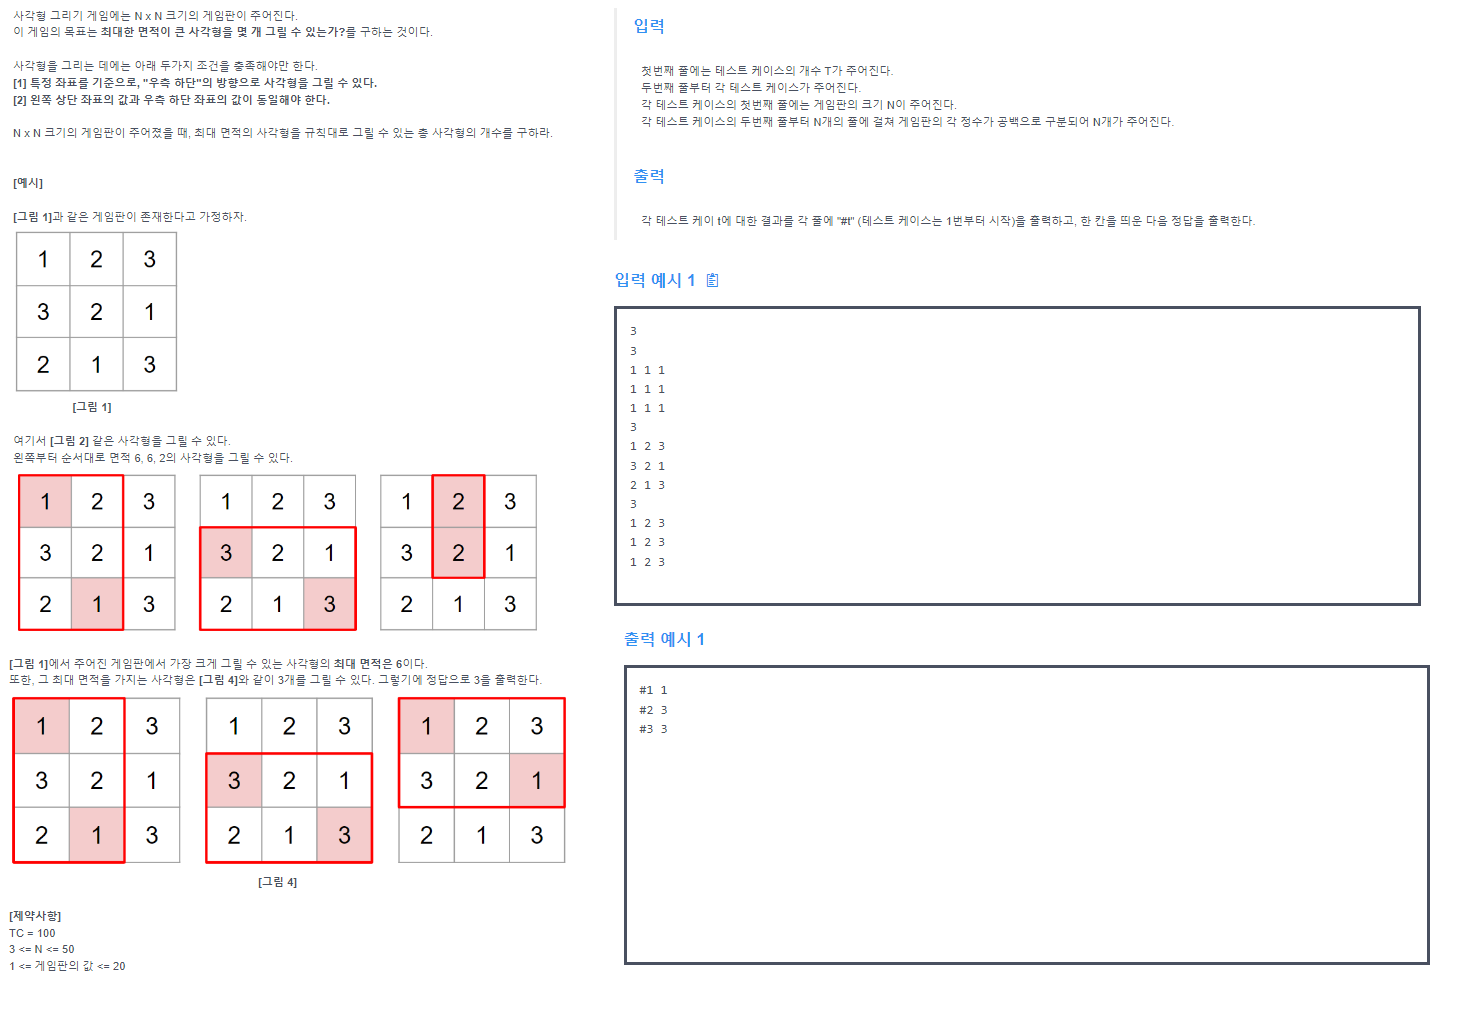 사각형 그리기 게임에는 N x N 크기의 게임판이 주어진다.
이 게임의 목표는 최대한 면적이 큰 사각형을 몇 개 그릴 수 있는가?를 구하는 것이다.
사각형을 그리는 데에는 아래 두가지 조건을 충족해야만 한다.
[1] 특정 좌표를 기준으로, "우측 하단"의 방향으로 사각형을 그릴 수 있다.
[2] 왼쪽 상단 좌표의 값과 우측 하단 좌표의 값이 동일해야 한다.
N x N 크기의 게임판이 주어졌을 때, 최대 면적의 사각형을 규칙대로 그릴 수 있는 총 사각형의 개수를 구하라.
[예시]
[그림 1]과 같은 게임판이 존재한다고 가정하자.
1 2 3
3 2 1
2 1 3
[그림 1]
여기서 [그림 2] 같은 사각형을 그릴 수 있다.
왼쪽부터 순서대로 면적 6, 6, 2의 사각형을 그릴 수 있다.
1 2 3 1 2 3 1 2 3
3 2 1 3 2 1 3 2 1
2 1 3 2 1 3 2 1 3
[그림 1]에서 주어진 게임판에서 가장 크게 그릴 수 있는 사각형의 최대 면적은 6이다.
또한, 그 최대 면적을 가지는 사각형은 [그림 4]와 같이 3개를 그릴 수 있다. 그렇기에 정답으로 3을 출력한다.
1 2 3 1 2 3 1 2 3
3 2 1 3 2 1 3 2 1
2 1 3 2 1 3 2 1 3
[그림 4]
[제약사항]
TC = 100
3 <= N <= 50
1 <= 게임판의 값 <= 20
입력
첫번째 줄에는 테스트 케이스의 개수 T가 주어진다.
두번째 줄부터 각 테스트 케이스가 주어진다.
각 테스트 케이스의 첫번째 줄에는 게임판의 크기 N이 주어진다.
각 테스트 케이스의 두번째 줄부터 N개의 줄에 걸쳐 게임판의 각 정수가 공백으로 구분되어 N개가 주어진다.
출력
각 테스트 케이 t에 대한 결과를 각 줄에 "#t" (테스트 케이스는 1번부터 시작)을 출력하고, 한 칸을 띄운 다음 정답을 출력한다.
입력 예시 1
3
3
1 1 1
1 1 1
1 1 1
3
1 2 3
3 2 1
2 1 3
3
1 2 3
1 2 3
1 2 3
출력 예시 1
#1 1
#2 3
#3 3